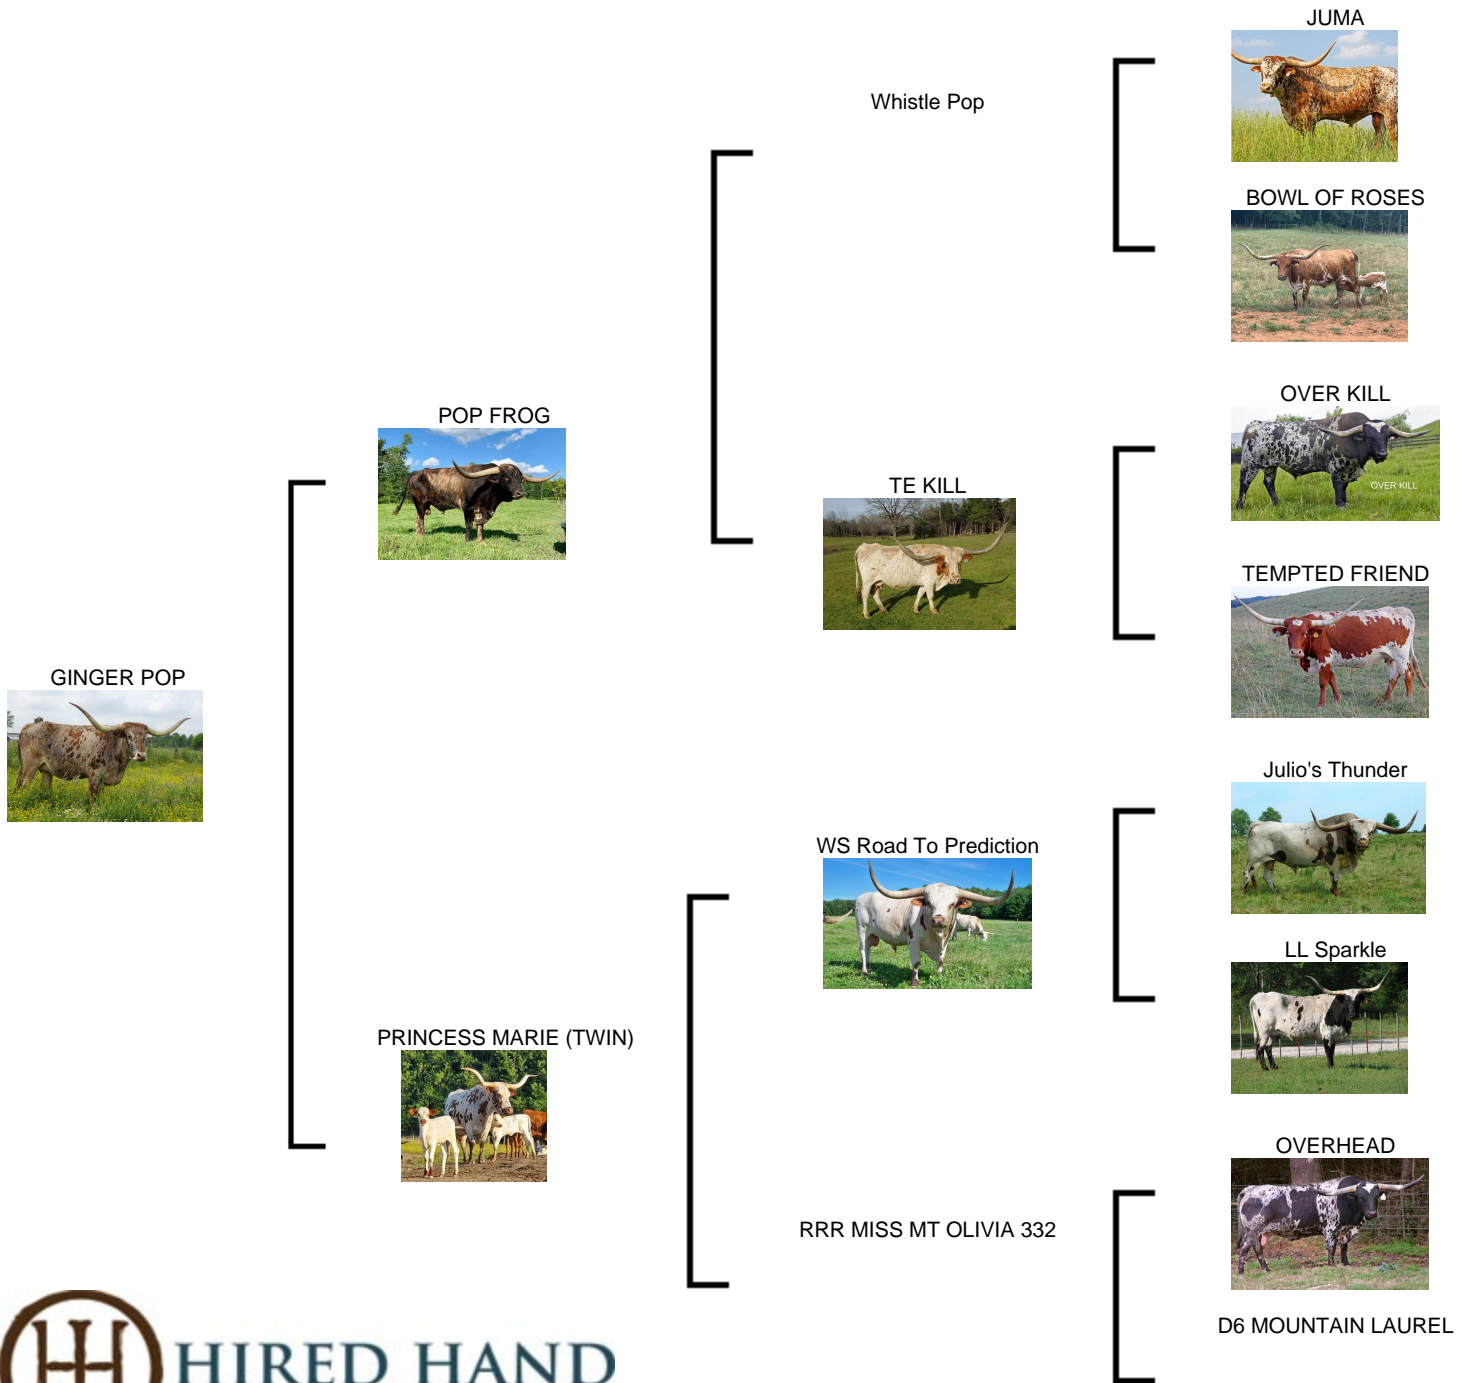 JUMA
Whistle Pop
BOWL OF ROSES
OVER KILL
OVER KILL
POP FROG
TE KILL
TEMPTED FRIEND
GINGER POP
Julio's Thunder
WS Road To Prediction
LL Sparkle
PRINCESS MARIE (TWIN)
OVERHEAD
RRR MISS MT OLIVIA 332
D6 MOUNTAIN LAUREL
HIRED HAND